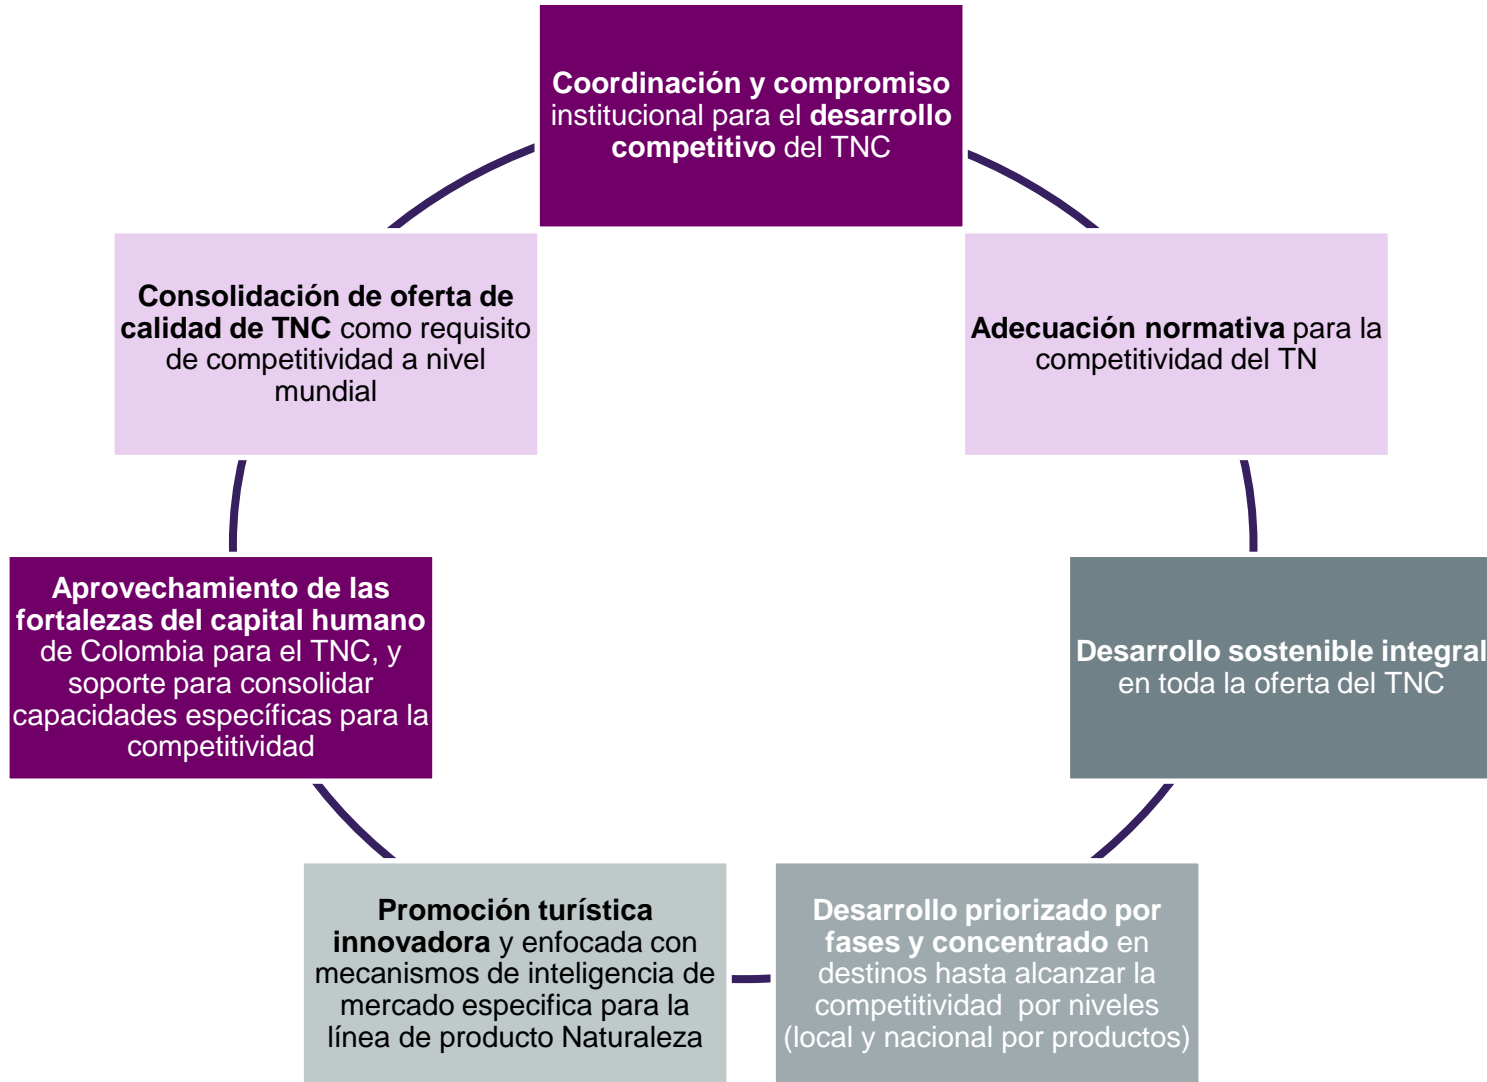 Coordinación y compromiso
institucional para el desarrollo
competitivo del TNC
Adecuación normativa para la
competitividad del TN
Desarrollo sostenible integral
en toda la oferta del TNC
Desarrollo priorizado por
fases y concentrado en
destinos hasta alcanzar la
competitividad por niveles
(local y nacional por productos)
Promoción turística
innovadora y enfocada con
mecanismos de inteligencia de
mercado especifica para la
línea de producto Naturaleza
Aprovechamiento de las
fortalezas del capital humano
de Colombia para el TNC, y
soporte para consolidar
capacidades específicas para la
competitividad
Consolidación de oferta de
calidad de TNC como requisito
de competitividad a nivel
mundial